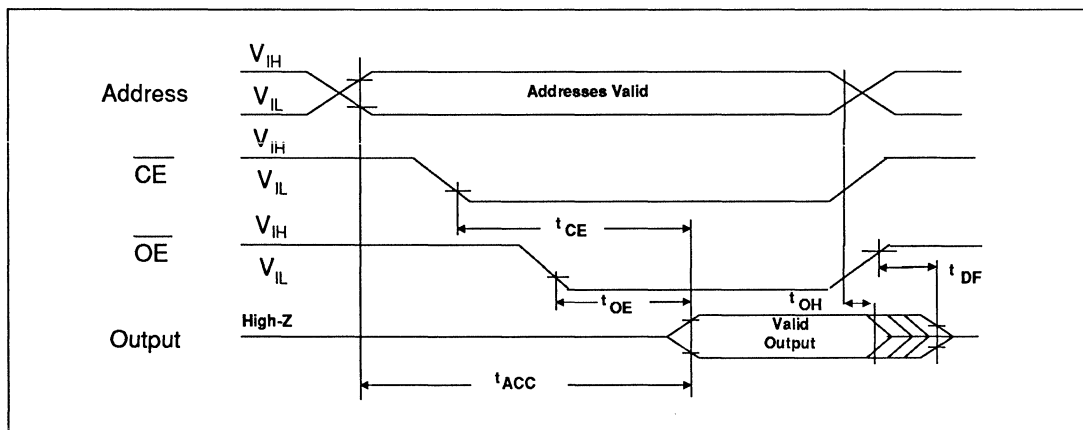 V_IH
Address
V_IL
Addresses Valid
V_IH
CE
V_IL
t_CE
V_IH
OE
V_IL
t_DF
t_OE
t_OH
High-Z
Output
Valid
Output
t_ACC